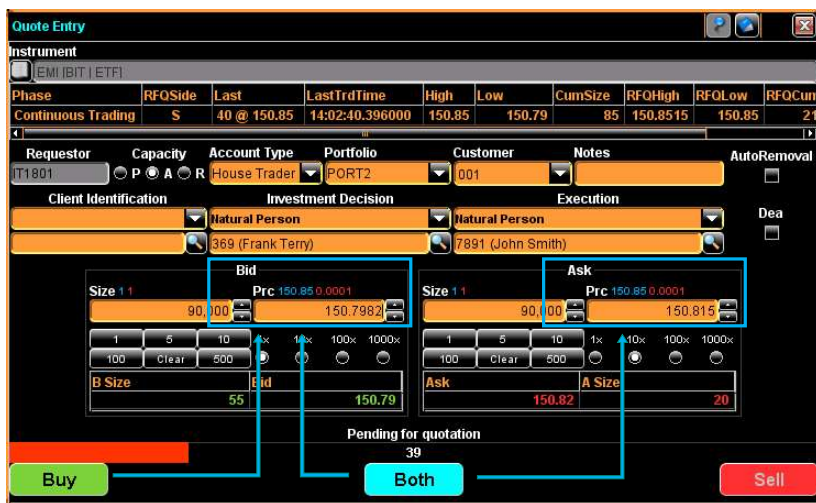 Quote Entry
Instrument
EMI [BIT | ETF]
Phase RFQSide Last LastTrdTime High Low CumSize RFQHigh RFQLow RFQCum
Continuous Trading S 40 @ 150.85 14:02:40.396000 150.85 150.79 85 150.8515 150.85 21
Requestor Capacity Account Type Portfolio Customer Notes AutoRemoval
IT1801 P A R House Trader PORT2 001
Client Identification Investment Decision Execution Dea
Natural Person Natural Person
369 (Frank Terry) 7891 (John Smith)
Bid Ask
Size 1 1 Prc 150.85 0.0001 Size 1 1 Prc 150.85 0.0001
90,000 150.7982 90,000 150.815
1 5 10 1x 10x 100x 1000x 1 5 10 1x 10x 100x 1000x
100 Clear 500 100 Clear 500
B Size Bid Ask A Size
55 150.79 150.82 20
Pending for quotation
39
Buy Both Sell